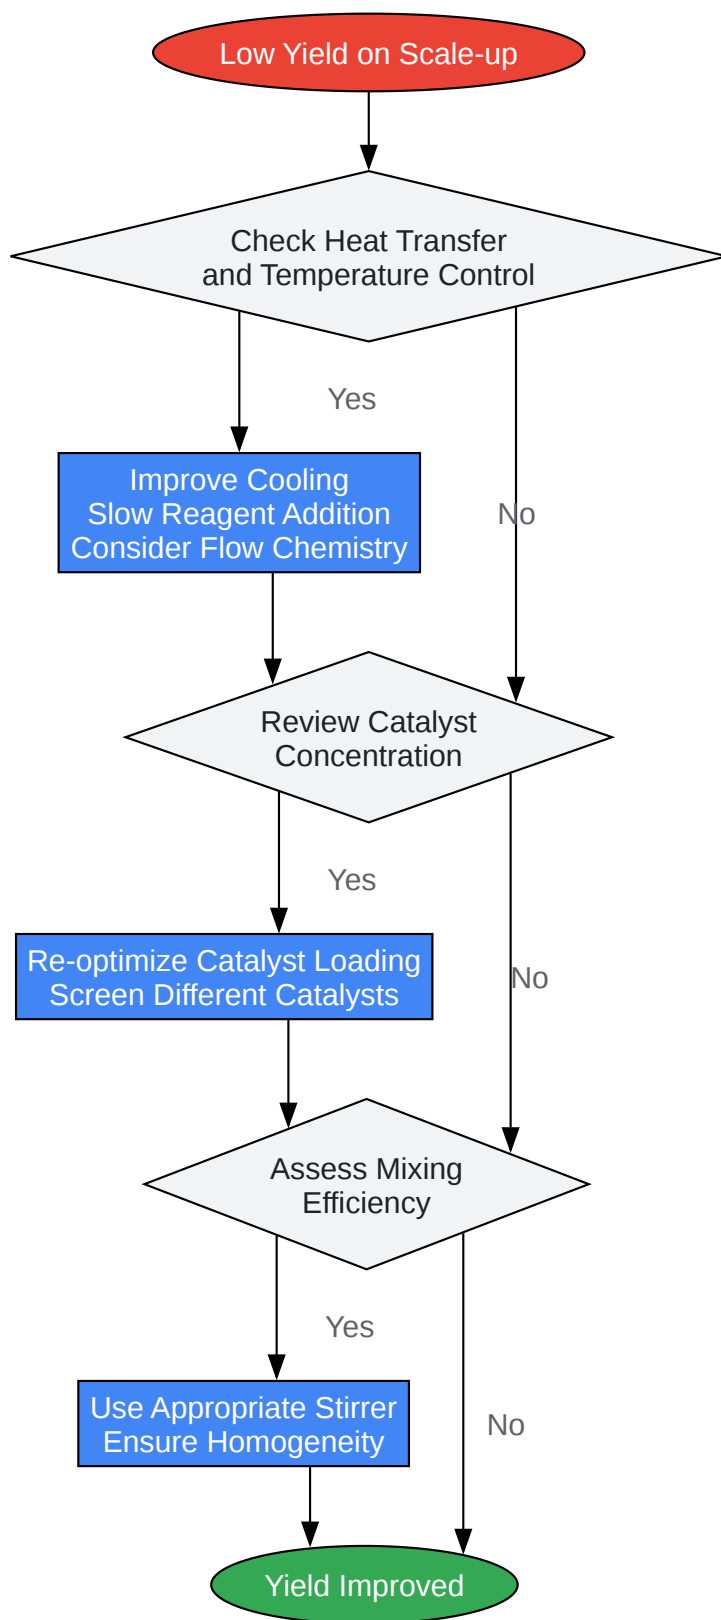 Low Yield on Scale-up
Check Heat Transfer
and Temperature Control
Yes
Improve Cooling
Slow Reagent Addition
Consider Flow Chemistry
No
Review Catalyst
Concentration
Yes
Re-optimize Catalyst Loading
Screen Different Catalysts
No
Assess Mixing
Efficiency
Yes
Use Appropriate Stirrer
Ensure Homogeneity
No
Yield Improved